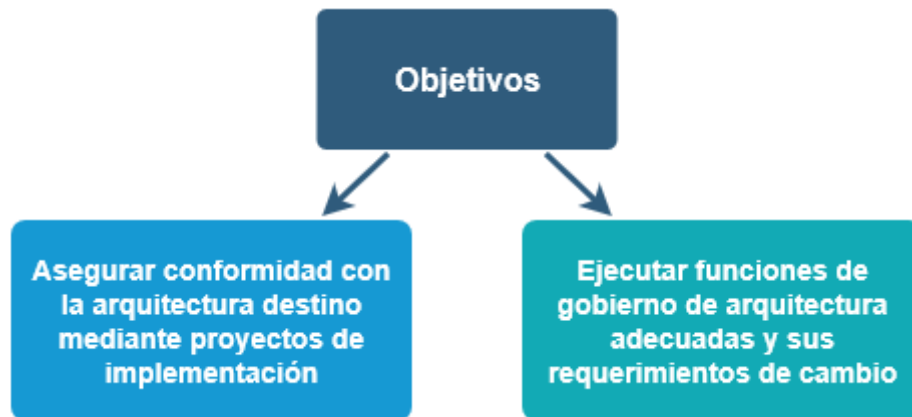 Objetivos
Asegurar conformidad con
la arquitectura destino
mediante proyectos de
implementación
Ejecutar funciones de
gobierno de arquitectura
adecuadas y sus
requerimientos de cambio